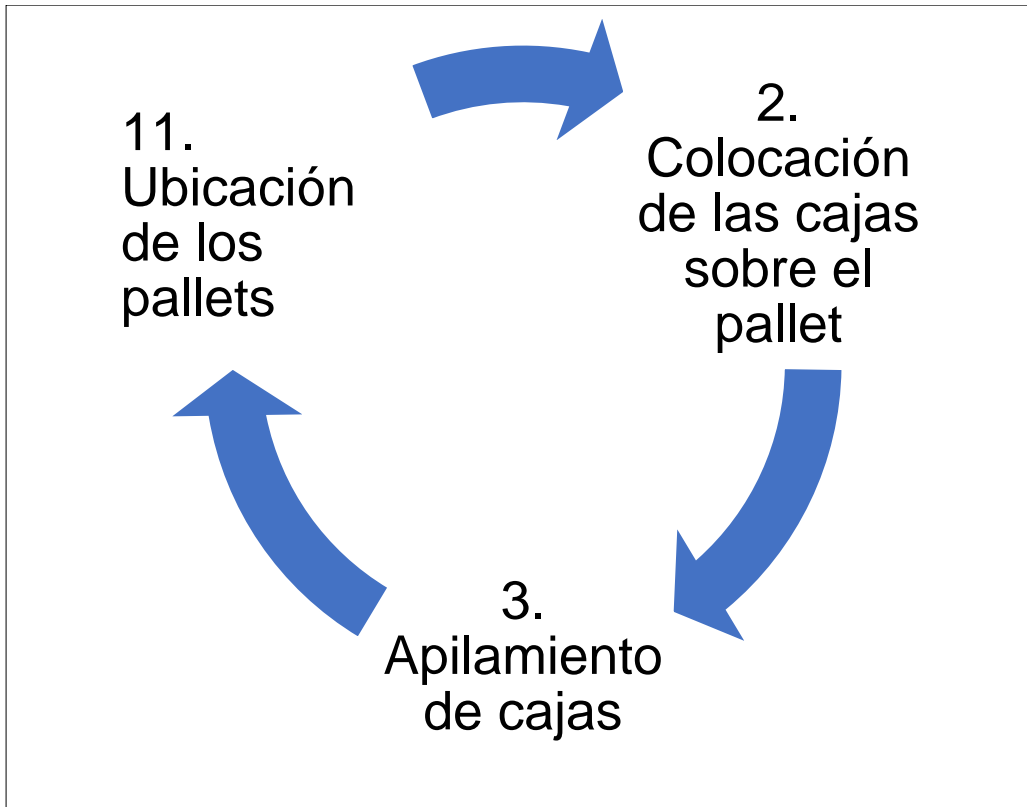 11.
Ubicación
de los
pallets
2.
Colocación
de las cajas
sobre el
pallet
3.
Apilamiento
de cajas